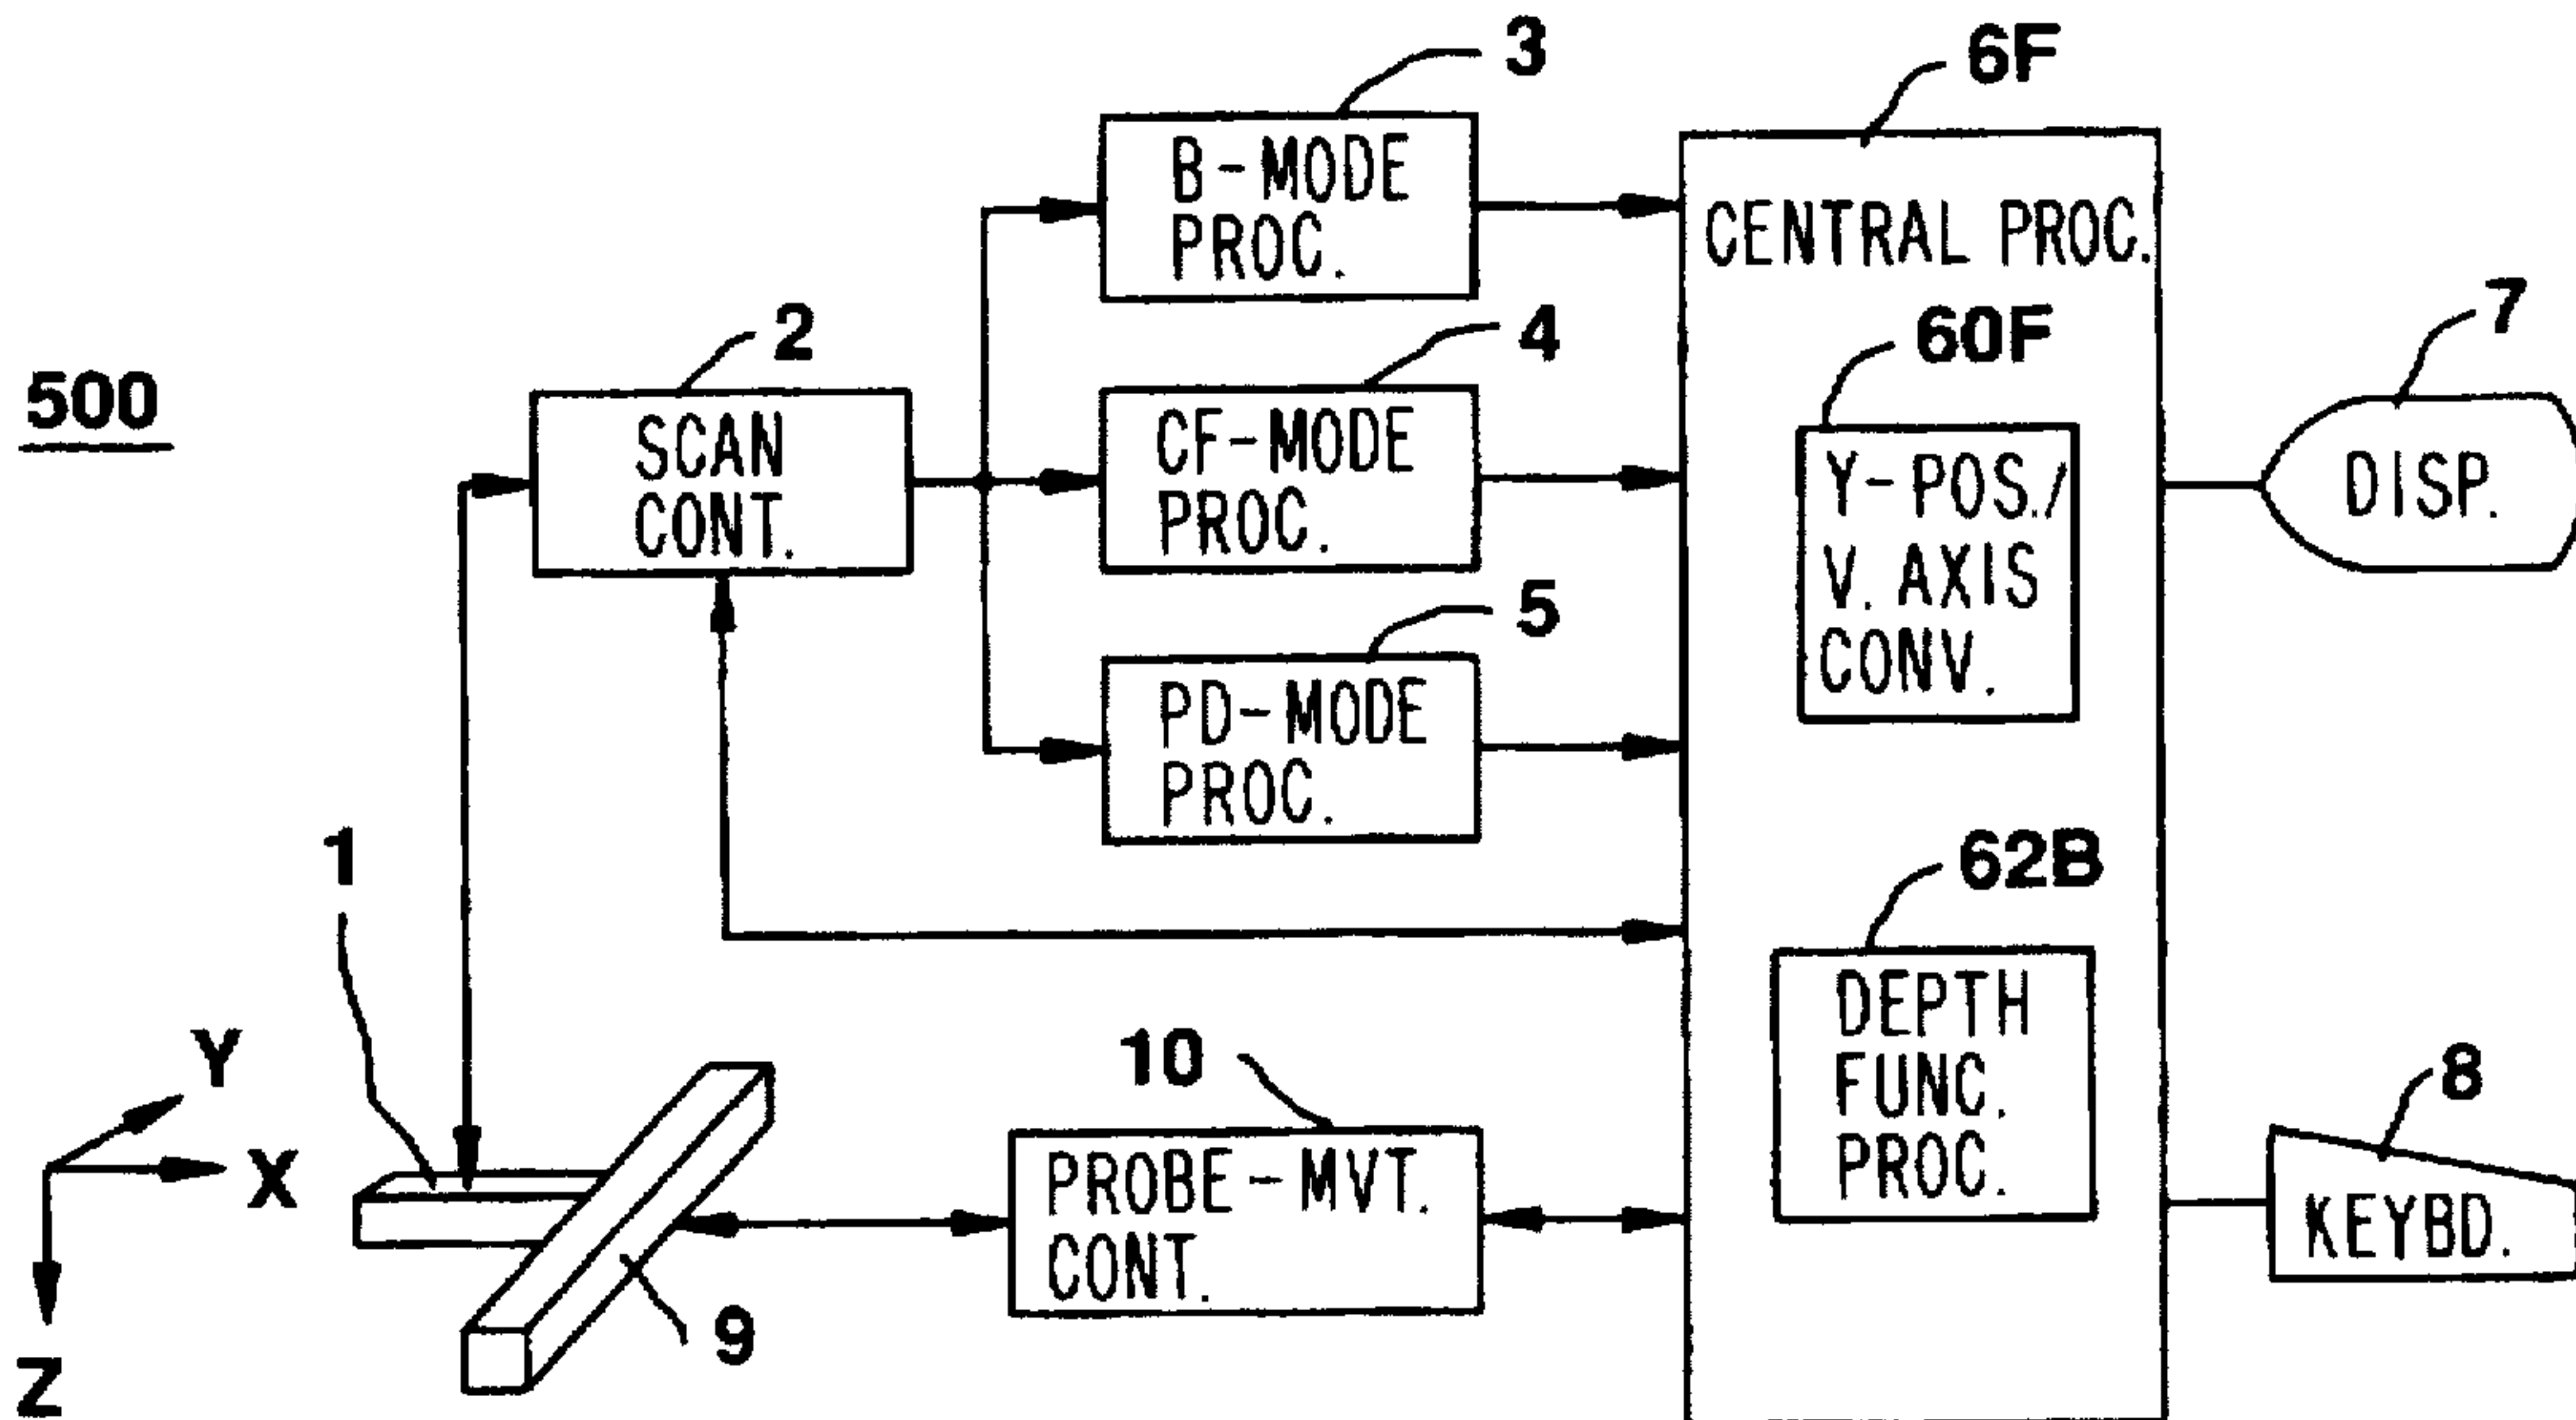 500
1
2
SCAN
CONT.
3
B-MODE
PROC.
4
CF-MODE
PROC.
5
PD-MODE
PROC.
6F
CENTRAL PROC.
60F
Y-POS./
V. AXIS
CONV.
62B
DEPTH
FUNC.
PROC.
7
DISP.
8
KEYBD.
10
PROBE-MVT.
CONT.
9
Y
X
Z